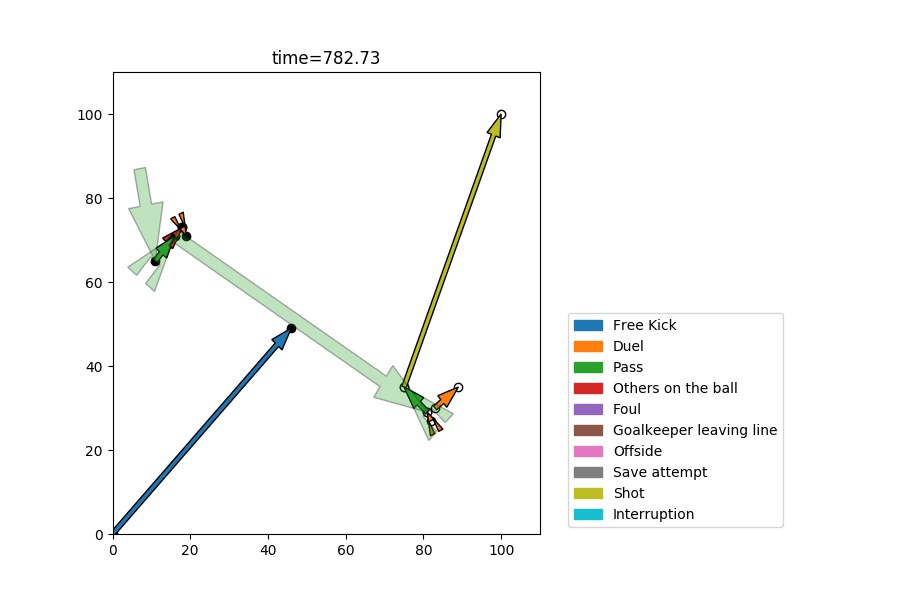 time=782.73
100
80
60
40
20
0
0 20 40 60 80 100
Free Kick
Duel
Pass
Others on the ball
Foul
Goalkeeper leaving line
Offside
Save attempt
Shot
Interruption